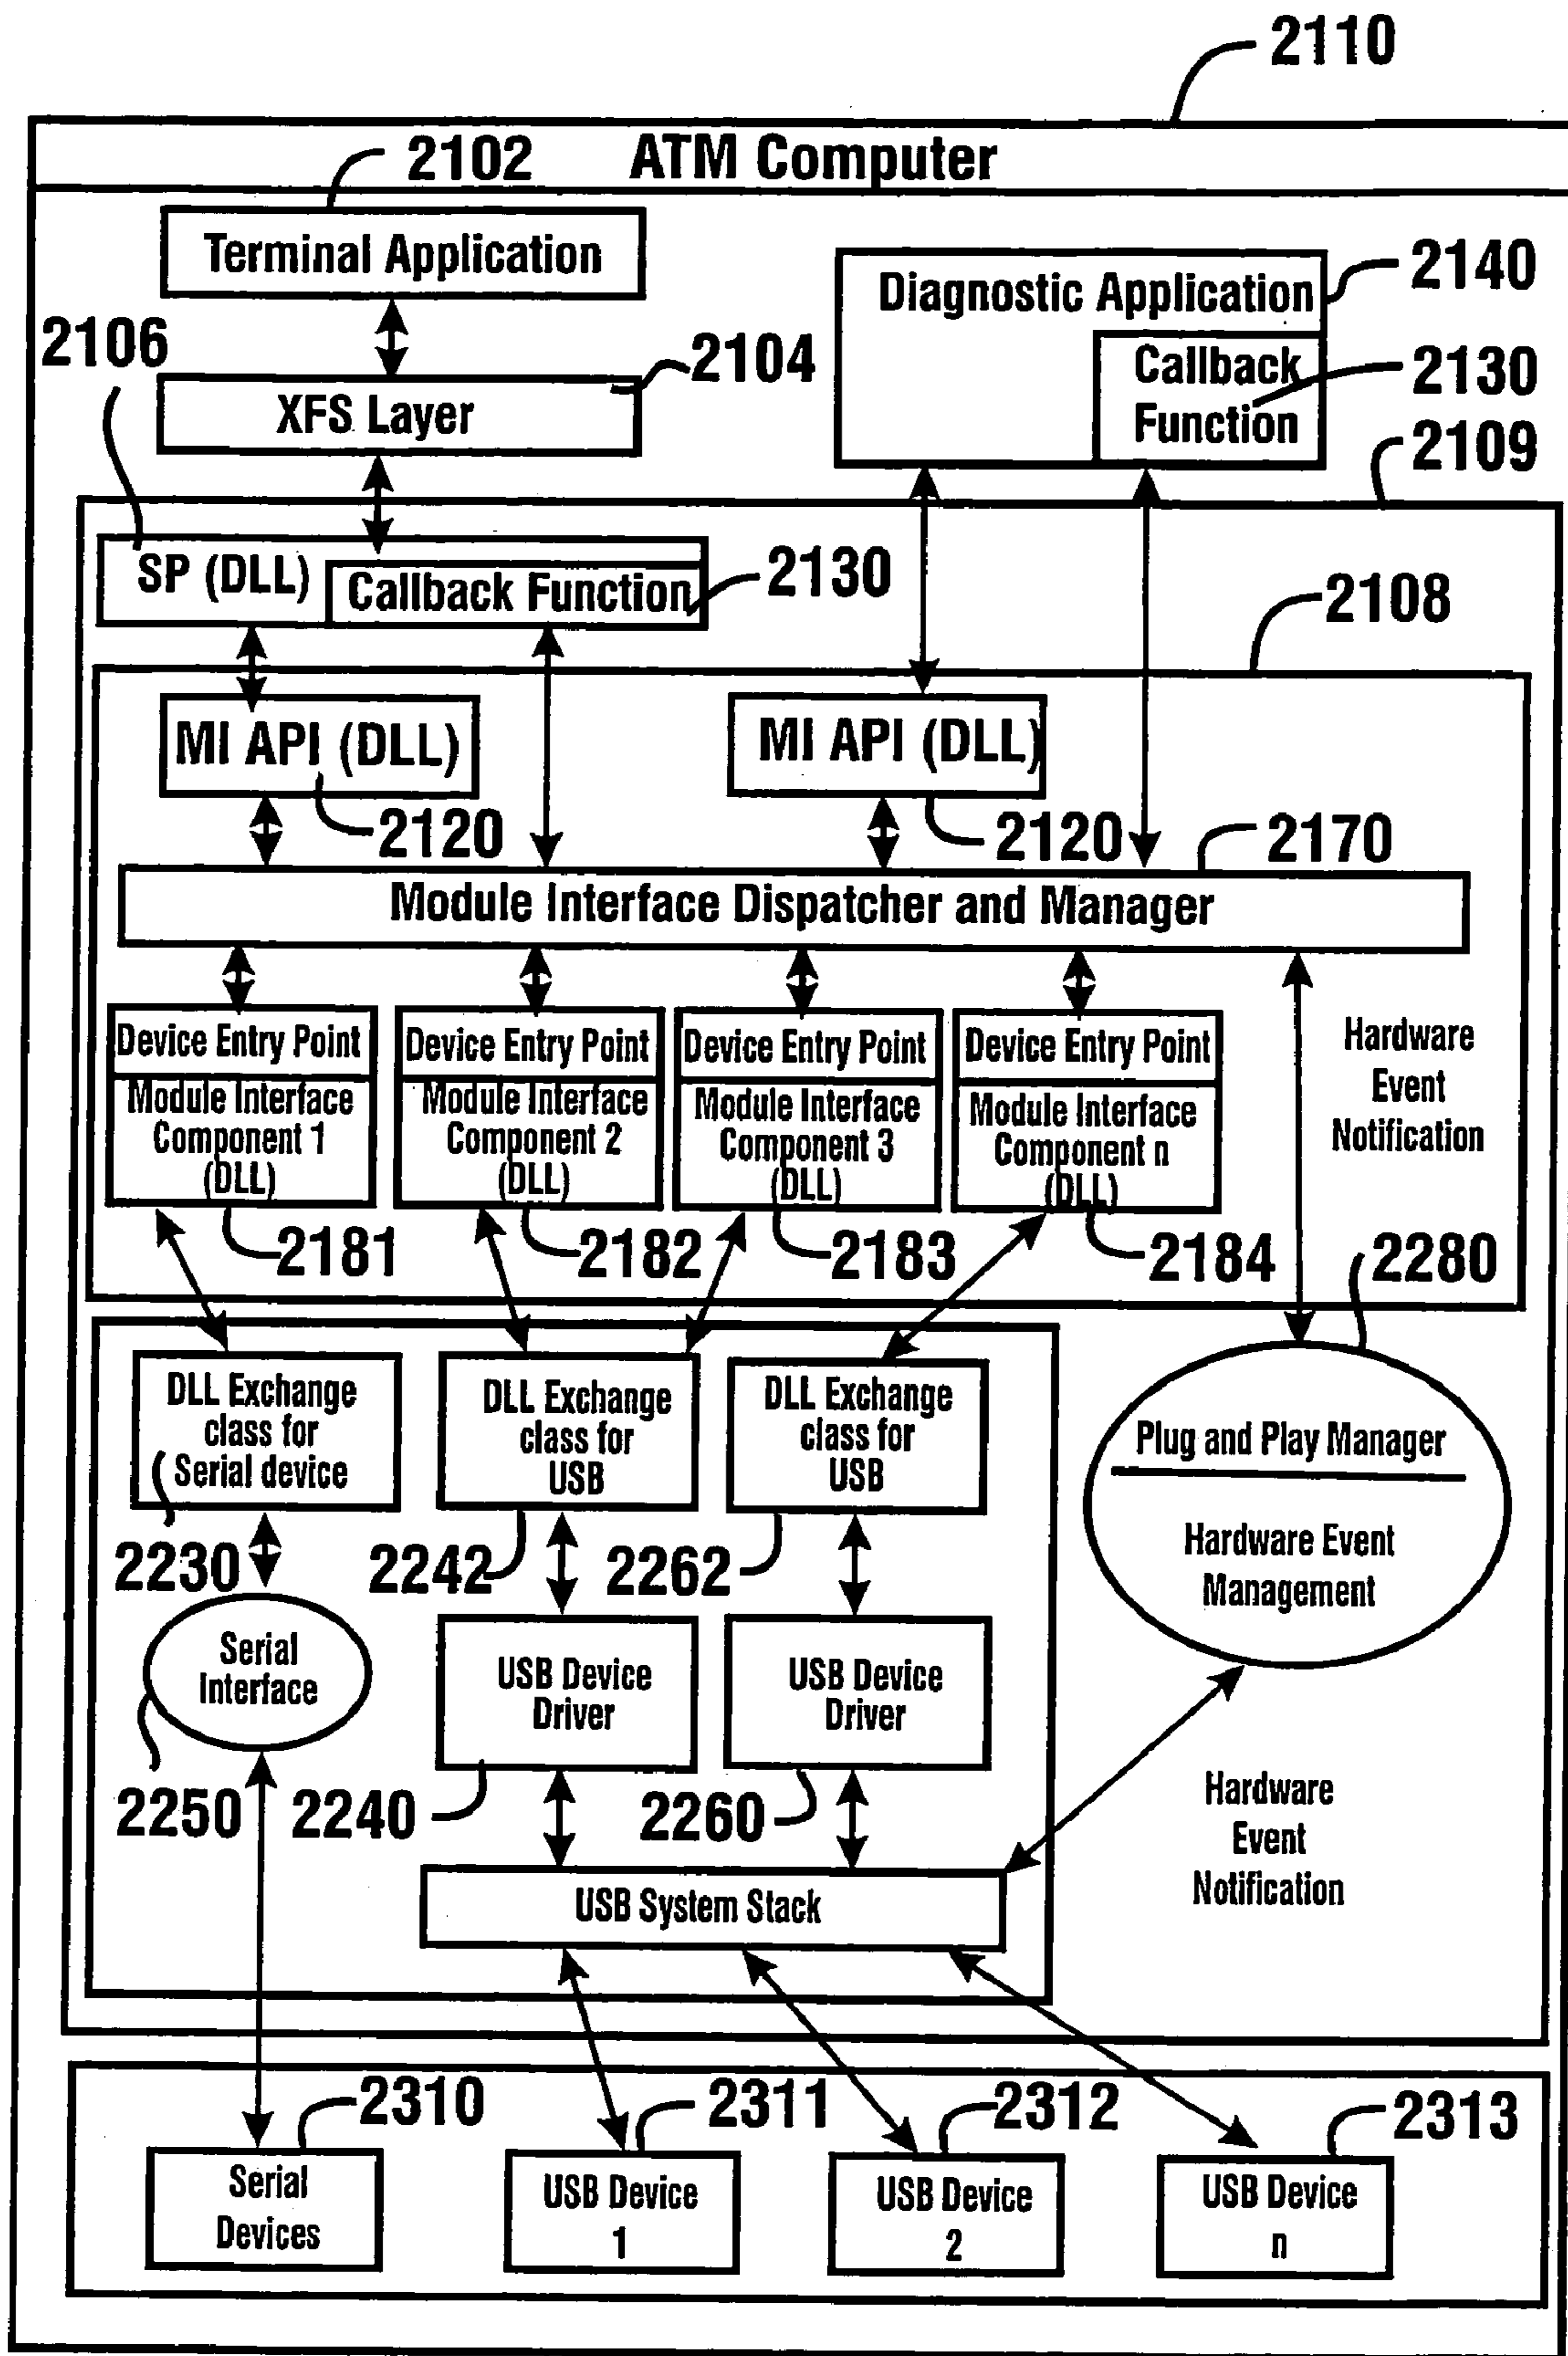 2110
2102
ATM Computer
Terminal Application
2140
Diagnostic Application
2106
2104
Callback
Function
2130
XFS Layer
2109
SP (DLL)
Callback Function
2130
2108
MI API (DLL)
MI API (DLL)
2120
2120
2170
Module Interface Dispatcher and Manager
Device Entry Point
Module Interface
Component 1
(DLL)
Device Entry Point
Module Interface
Component 2
(DLL)
Device Entry Point
Module Interface
Component 3
(DLL)
Device Entry Point
Module Interface
Component n
(DLL)
Hardware
Event
Notification
2181
2182
2183
2184
2280
DLL Exchange
class for
Serial device
DLL Exchange
class for
USB
DLL Exchange
class for
USB
Plug and Play Manager
Hardware Event
Management
2230
2242
2262
Serial
Interface
USB Device
Driver
USB Device
Driver
2250
2240
2260
Hardware
Event
Notification
USB System Stack
2310
2311
2312
2313
Serial
Devices
USB Device
1
USB Device
2
USB Device
n